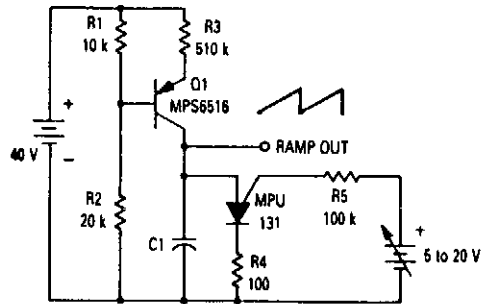 R1
10 k
R3
510 k
Q1
MPS6516
+
40 V
−
RAMP OUT
R2
20 k
C1
MPU
131
R4
100
R5
100 k
+
5 to 20 V